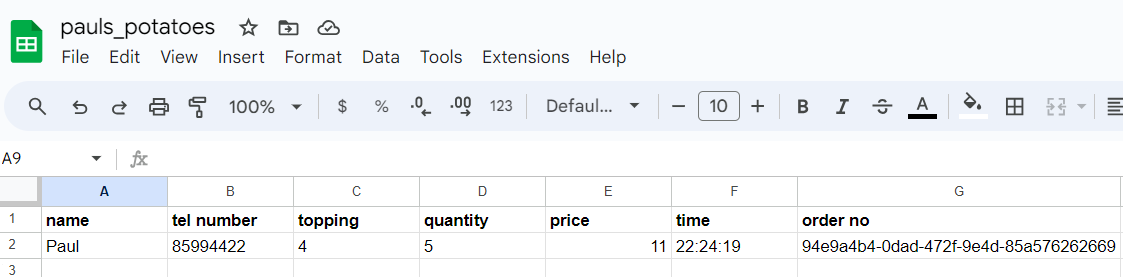 pauls_potatoes
File Edit View Insert Format Data Tools Extensions Help
100% $ % .0 .00 123 Defaul... 10 B I S A
A9 fx
A B C D E F G
1 name tel number topping quantity price time order no
2 Paul 85994422 4 5 11 22:24:19 94e9a4b4-0dad-472f-9e4d-85a576262669
3